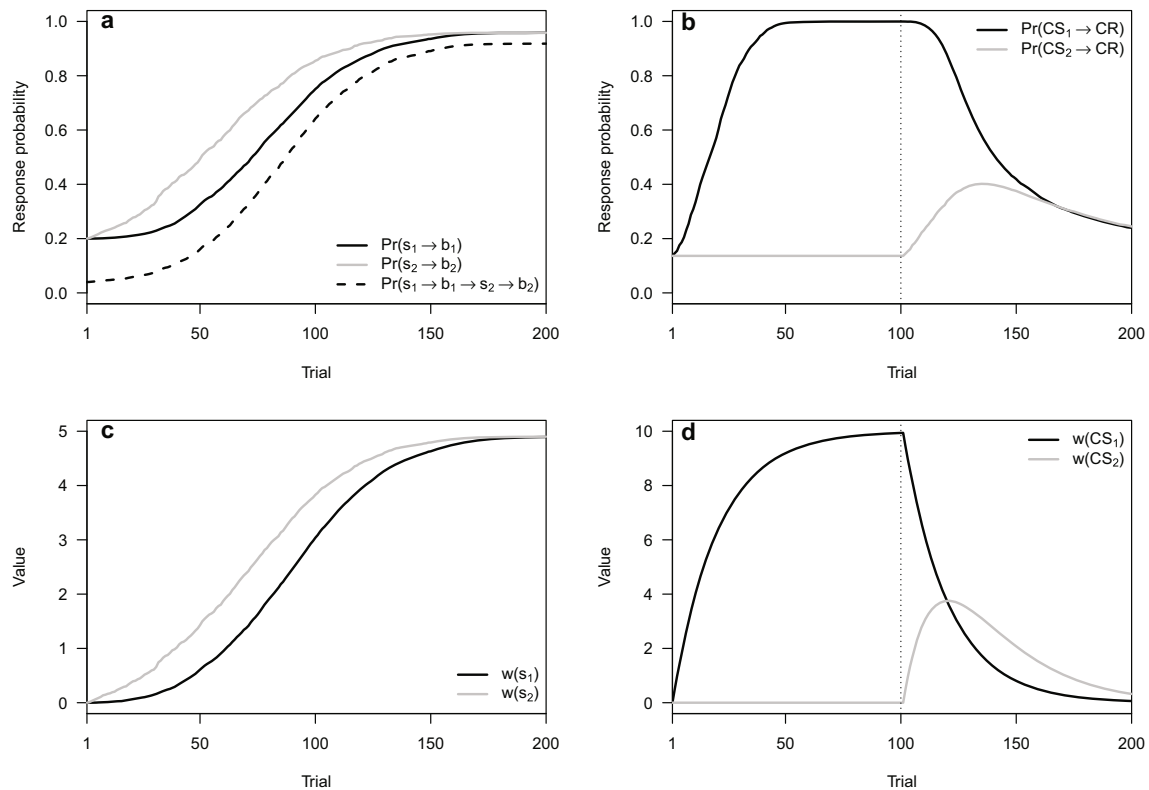 a
Response probability
1.0
0.8
0.6
0.4
0.2
0.0
Pr(s₁ → b₁)
Pr(s₂ → b₂)
Pr(s₁ → b₁ → s₂ → b₂)
1 50 100 150 200
Trial
b
Response probability
1.0
0.8
0.6
0.4
0.2
0.0
Pr(CS₁ → CR)
Pr(CS₂ → CR)
1 50 100 150 200
Trial
c
Value
5
4
3
2
1
0
w(s₁)
w(s₂)
1 50 100 150 200
Trial
d
Value
10
8
6
4
2
0
w(CS₁)
w(CS₂)
1 50 100 150 200
Trial